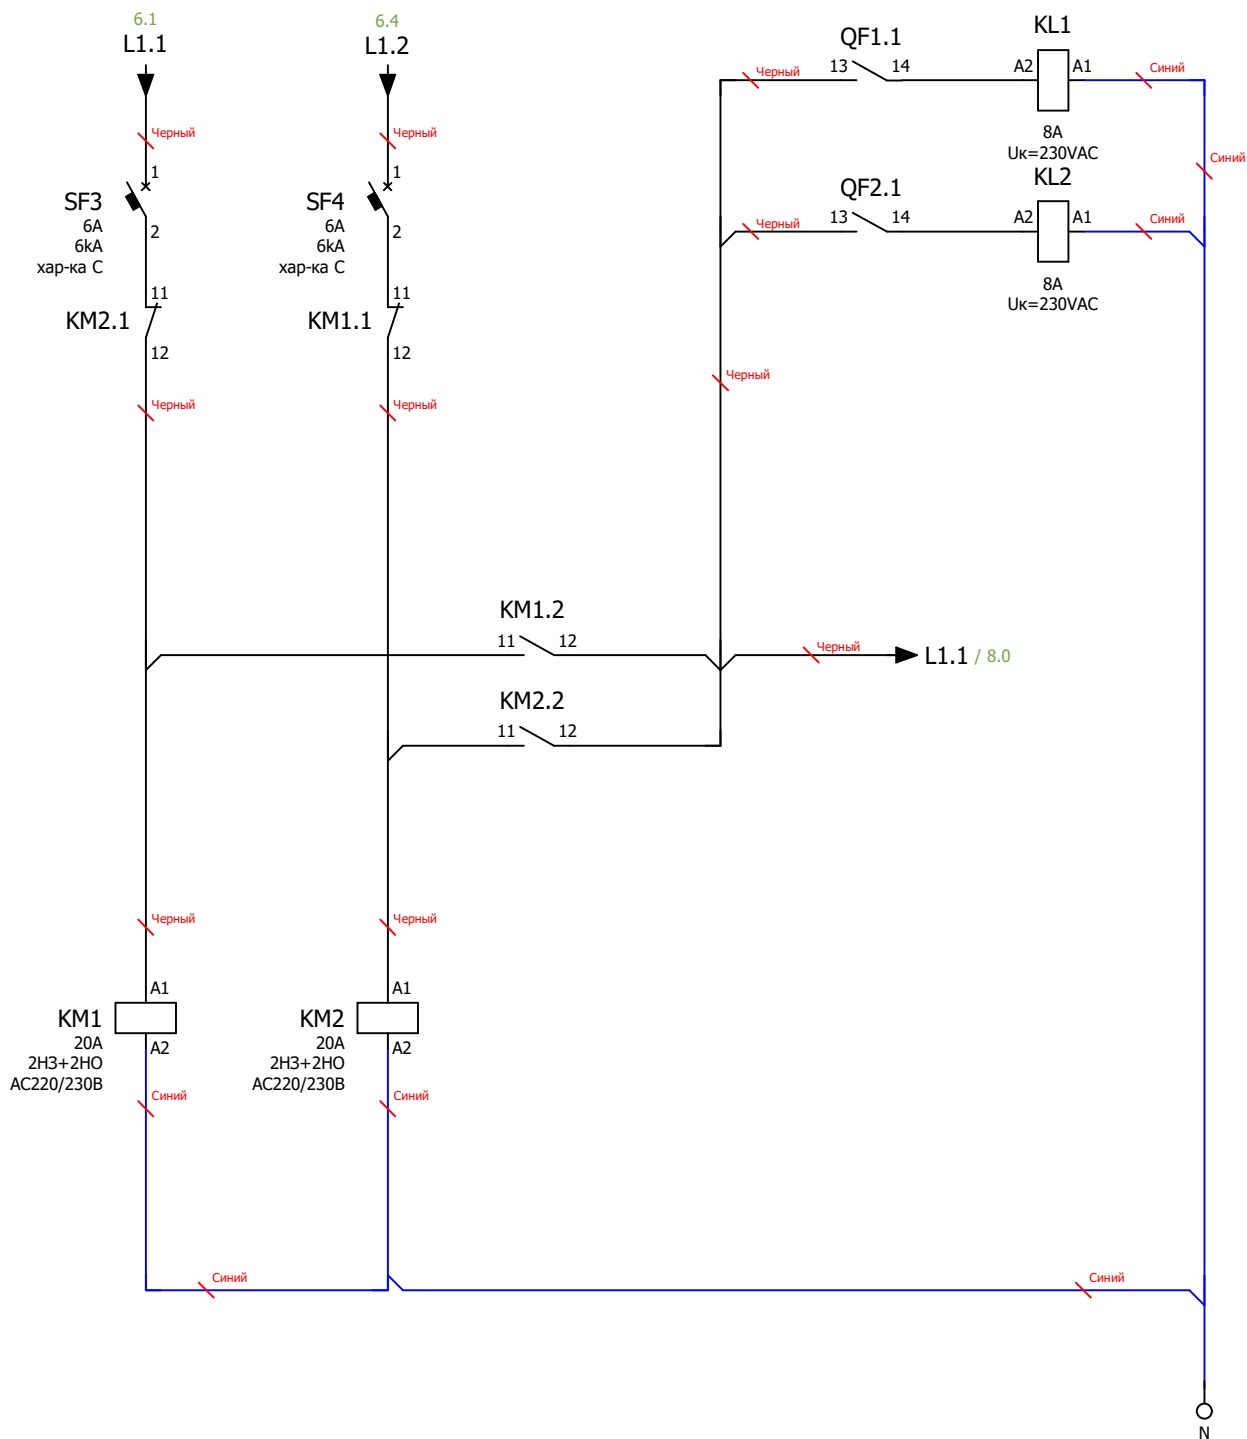 6.1
L1.1
6.4
L1.2
QF1.1
KL1
Черный
13
14
A2
A1
Синий
8A
Uк=230VAC
Черный
Черный
Синий
1
SF3
6A
6kA
хар-ка C
2
1
SF4
6A
6kA
хар-ка C
2
QF2.1
KL2
Черный
13
14
A2
A1
Синий
8A
Uк=230VAC
11
KM2.1
12
11
KM1.1
12
Черный
Черный
Черный
KM1.2
11
12
Черный
L1.1 / 8.0
KM2.2
11
12
Черный
Черный
A1
KM1
20A
2НЗ+2НО
AC220/230В
A2
A1
KM2
20A
2НЗ+2НО
AC220/230В
A2
Синий
Синий
Синий
Синий
N